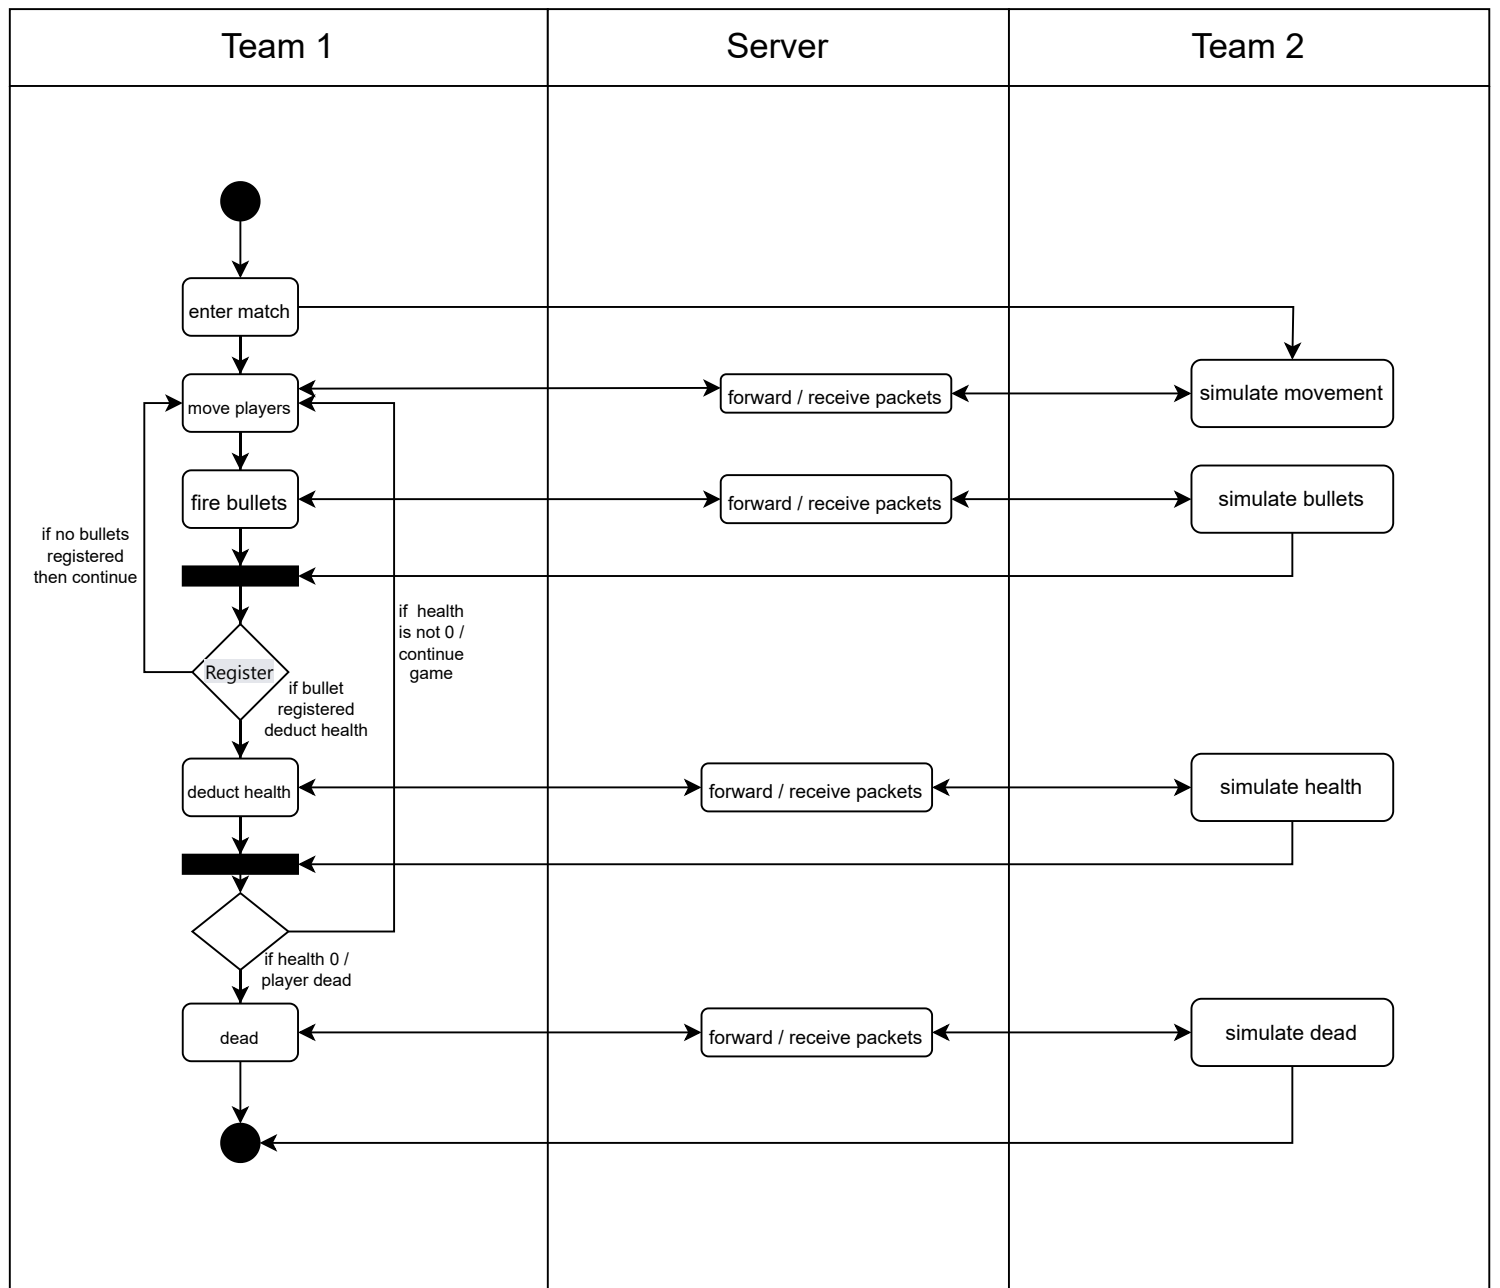 Team 1
Server
Team 2
enter match
move players
forward / receive packets
simulate movement
fire bullets
forward / receive packets
simulate bullets
if no bullets
registered
then continue
if  health
is not 0 /
continue
game
Register
if bullet
registered
deduct health
deduct health
forward / receive packets
simulate health
if health 0 /
player dead
dead
forward / receive packets
simulate dead